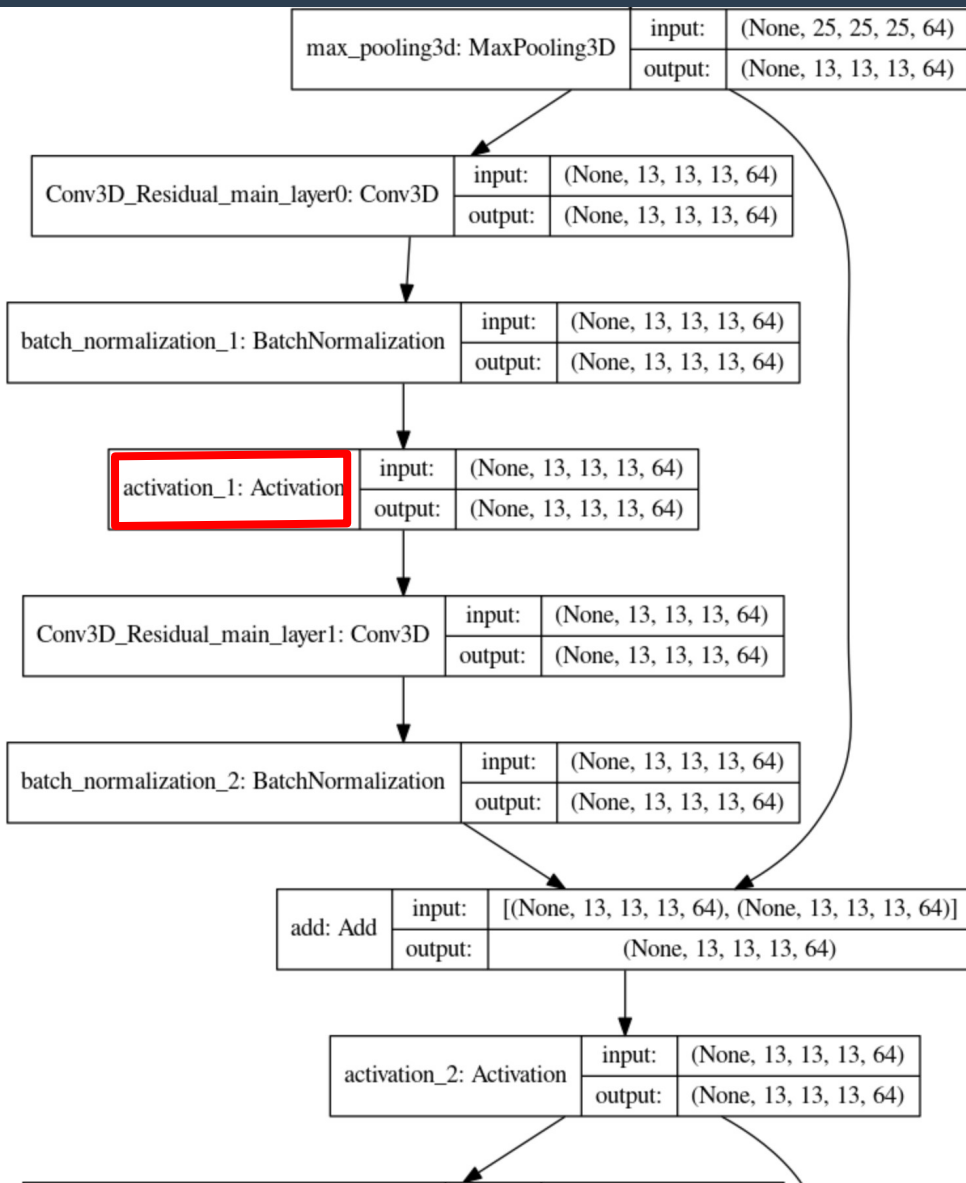 max_pooling3d: MaxPooling3D
input: (None, 25, 25, 25, 64)
output: (None, 13, 13, 13, 64)
Conv3D_Residual_main_layer0: Conv3D
input: (None, 13, 13, 13, 64)
output: (None, 13, 13, 13, 64)
batch_normalization_1: BatchNormalization
input: (None, 13, 13, 13, 64)
output: (None, 13, 13, 13, 64)
activation_1: Activation
input: (None, 13, 13, 13, 64)
output: (None, 13, 13, 13, 64)
Conv3D_Residual_main_layer1: Conv3D
input: (None, 13, 13, 13, 64)
output: (None, 13, 13, 13, 64)
batch_normalization_2: BatchNormalization
input: (None, 13, 13, 13, 64)
output: (None, 13, 13, 13, 64)
add: Add
input: [(None, 13, 13, 13, 64), (None, 13, 13, 13, 64)]
output: (None, 13, 13, 13, 64)
activation_2: Activation
input: (None, 13, 13, 13, 64)
output: (None, 13, 13, 13, 64)